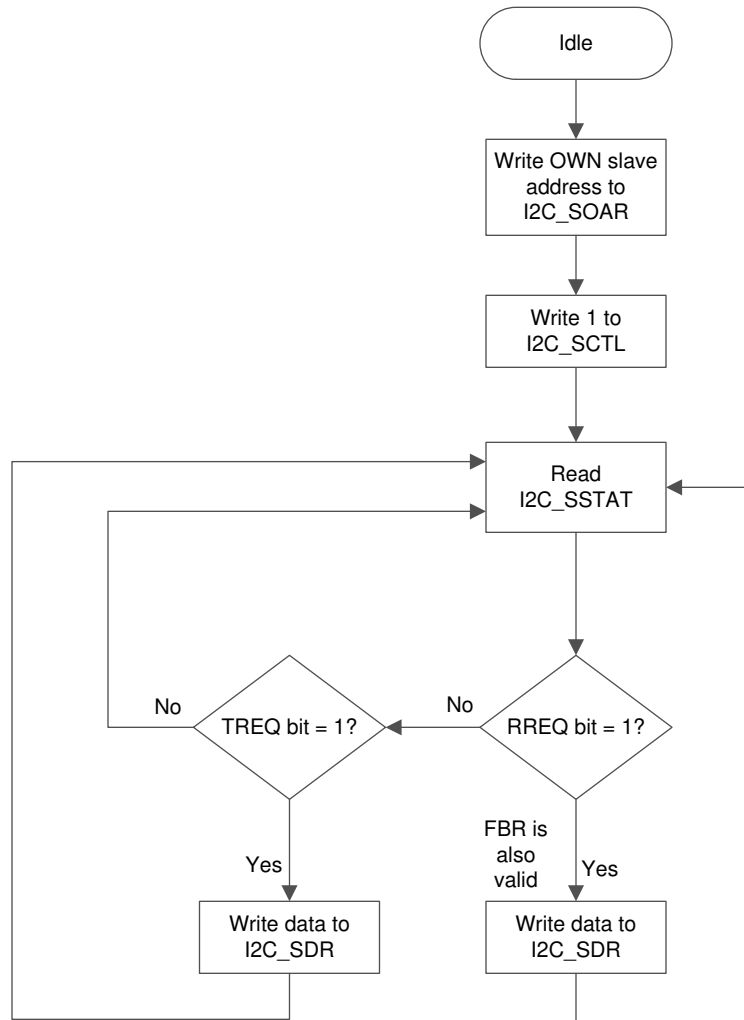 Idle
Write OWN slave
address to
I2C_SOAR
Write 1 to
I2C_SCTL
Read
I2C_SSTAT
No
TREQ bit = 1?
No
RREQ bit = 1?
Yes
FBR is
also
valid
Yes
Write data to
I2C_SDR
Write data to
I2C_SDR